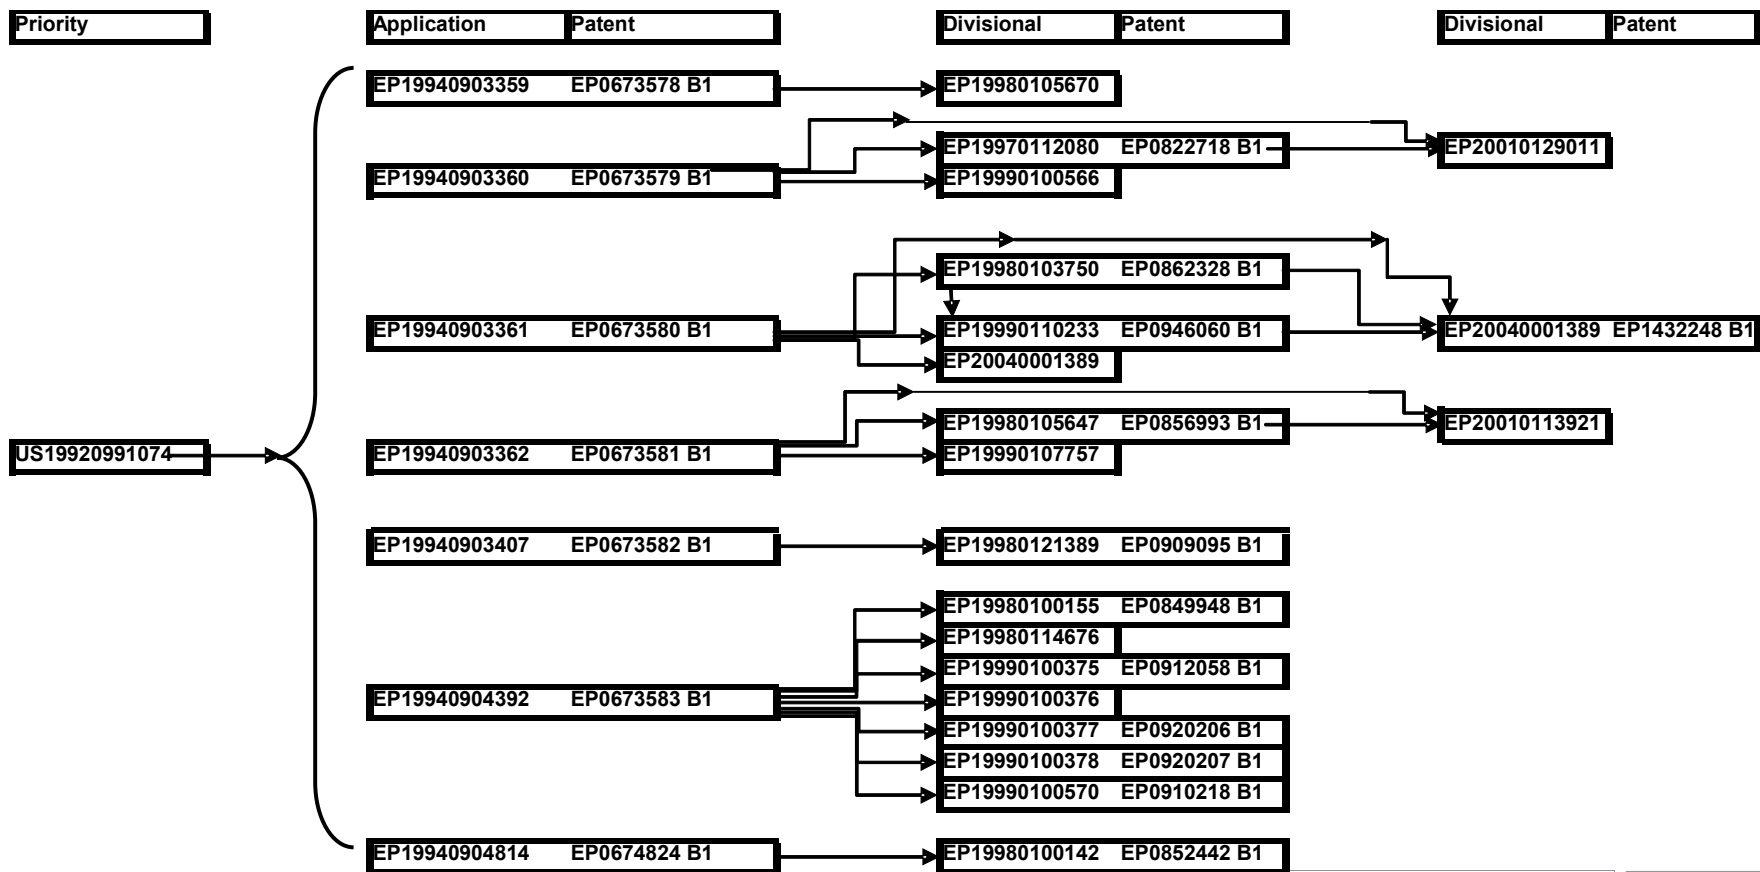 Priority Application Patent Divisional Patent Divisional Patent
EP19940903359 EP0673578 B1 EP19980105670
EP19970112080 EP0822718 B1 EP20010129011
EP19940903360 EP0673579 B1 EP19990100566
EP19980103750 EP0862328 B1
EP19940903361 EP0673580 B1 EP19990110233 EP0946060 B1 EP20040001389 EP1432248 B1
EP20040001389
EP19980105647 EP0856993 B1 EP20010113921
US19920991074 EP19940903362 EP0673581 B1 EP19990107757
EP19940903407 EP0673582 B1 EP19980121389 EP0909095 B1
EP19980100155 EP0849948 B1
EP19980114676
EP19990100375 EP0912058 B1
EP19940904392 EP0673583 B1 EP19990100376
EP19990100377 EP0920206 B1
EP19990100378 EP0920207 B1
EP19990100570 EP0910218 B1
EP19940904814 EP0674824 B1 EP19980100142 EP0852442 B1